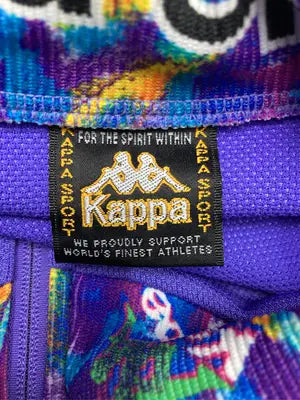 FOR THE SPIRIT WITHIN
KAPPA SPORT
KAPPA SPORT
Kappa
WE PROUDLY SUPPORT
WORLD'S FINEST ATHLETES